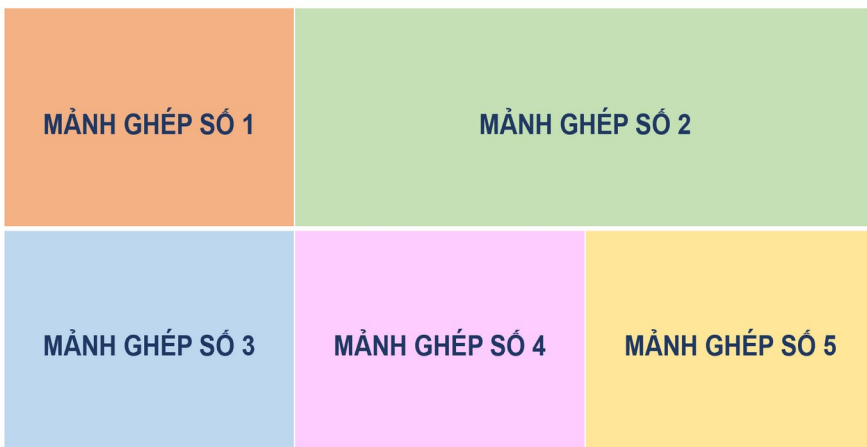 MẢNH GHÉP SỐ 1
MẢNH GHÉP SỐ 2
MẢNH GHÉP SỐ 3
MẢNH GHÉP SỐ 4
MẢNH GHÉP SỐ 5